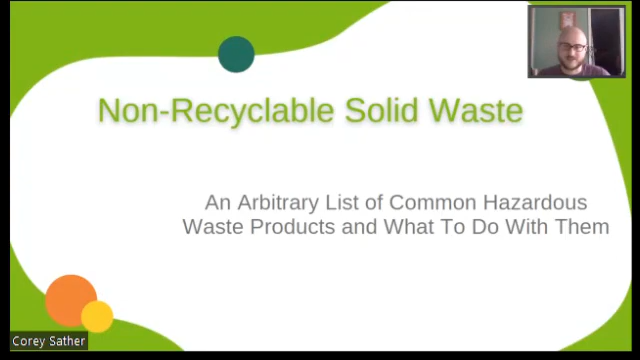 Non-Recyclable Solid Waste
An Arbitrary List of Common Hazardous
Waste Products and What To Do With Them
Corey Sather